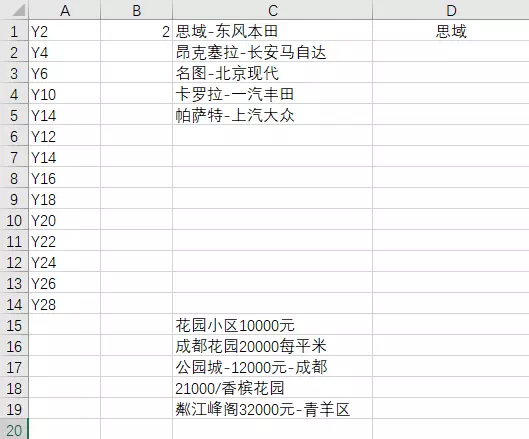 A B C D
1 Y2 2 思域-东风本田 思域
2 Y4 昂克塞拉-长安马自达
3 Y6 名图-北京现代
4 Y10 卡罗拉-一汽丰田
5 Y14 帕萨特-上汽大众
6 Y12
7 Y14
8 Y16
9 Y18
10 Y20
11 Y22
12 Y24
13 Y26
14 Y28
15 花园小区10000元
16 成都花园20000每平米
17 公园城-12000元-成都
18 21000/香槟花园
19 粼江峰阁32000元-青羊区
20